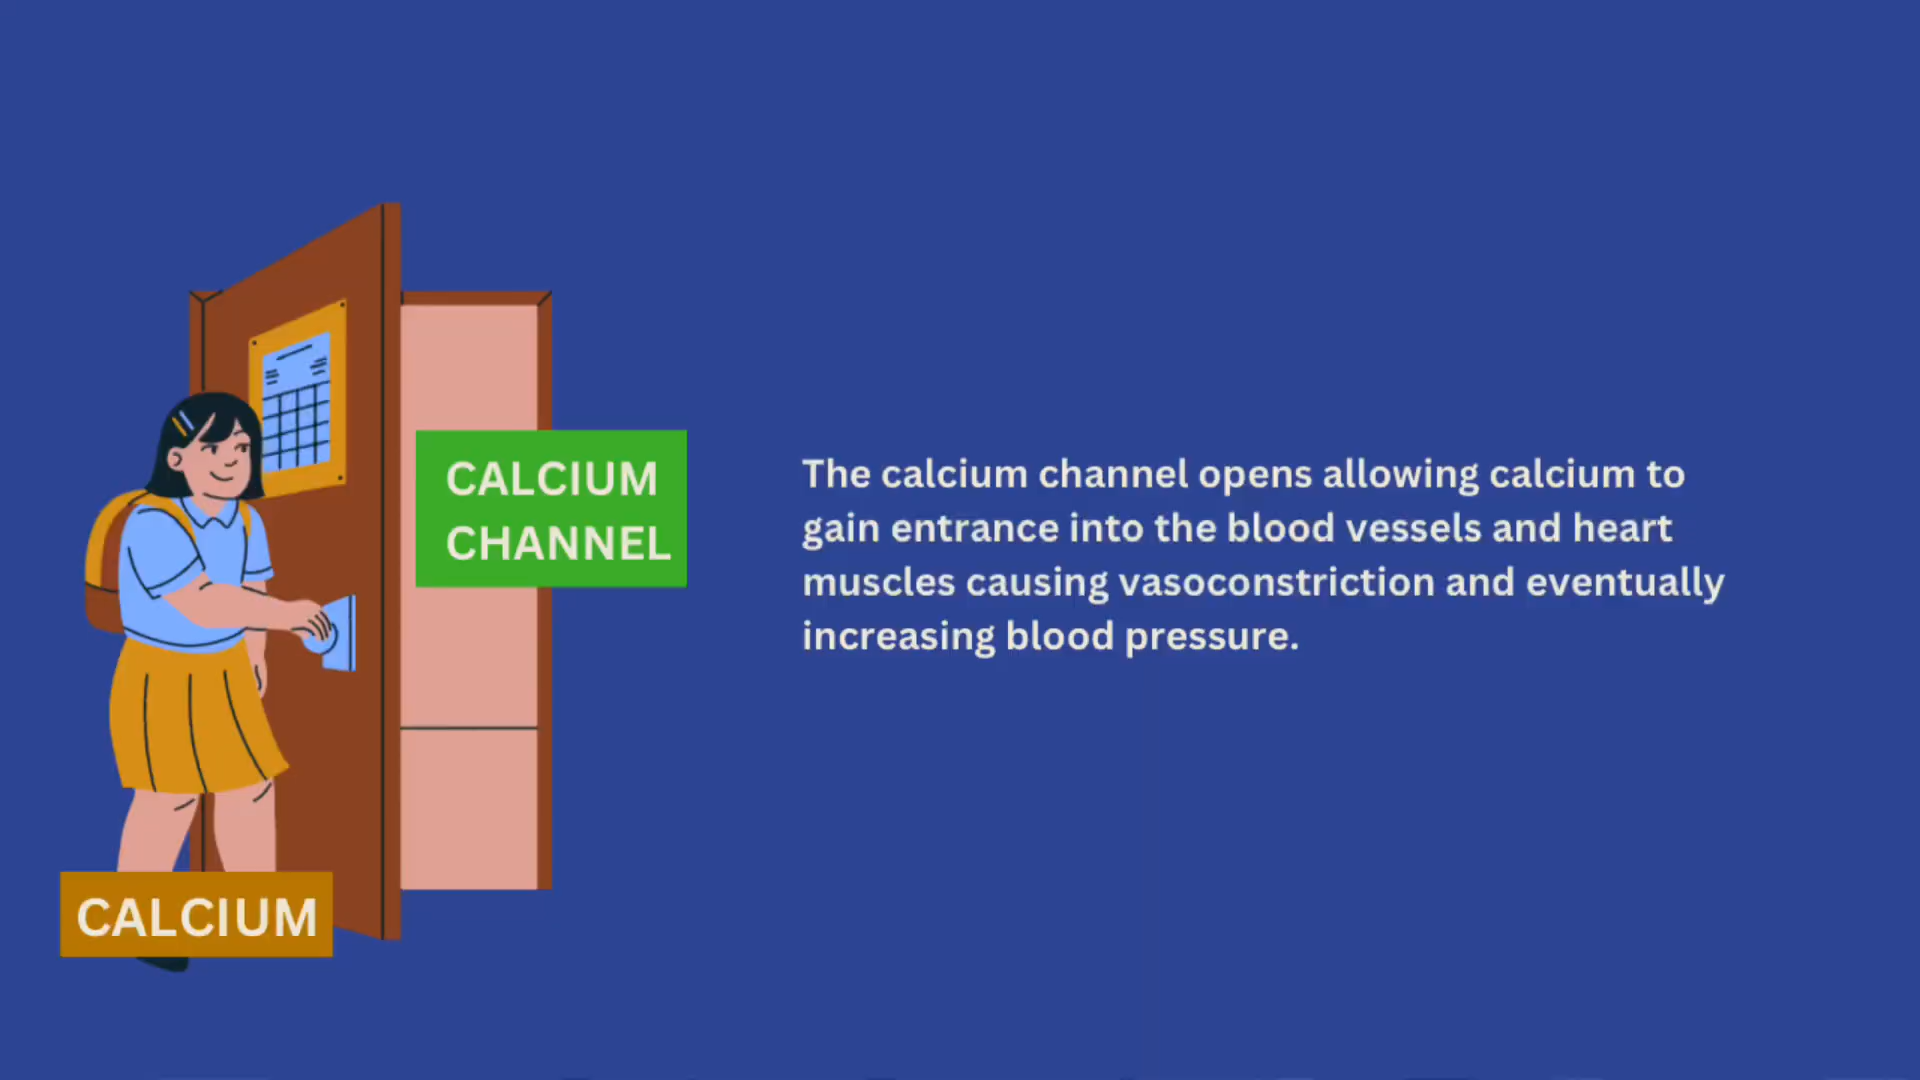 CALCIUM
CHANNEL
The calcium channel opens allowing calcium to
gain entrance into the blood vessels and heart
muscles causing vasoconstriction and eventually
increasing blood pressure.
CALCIUM